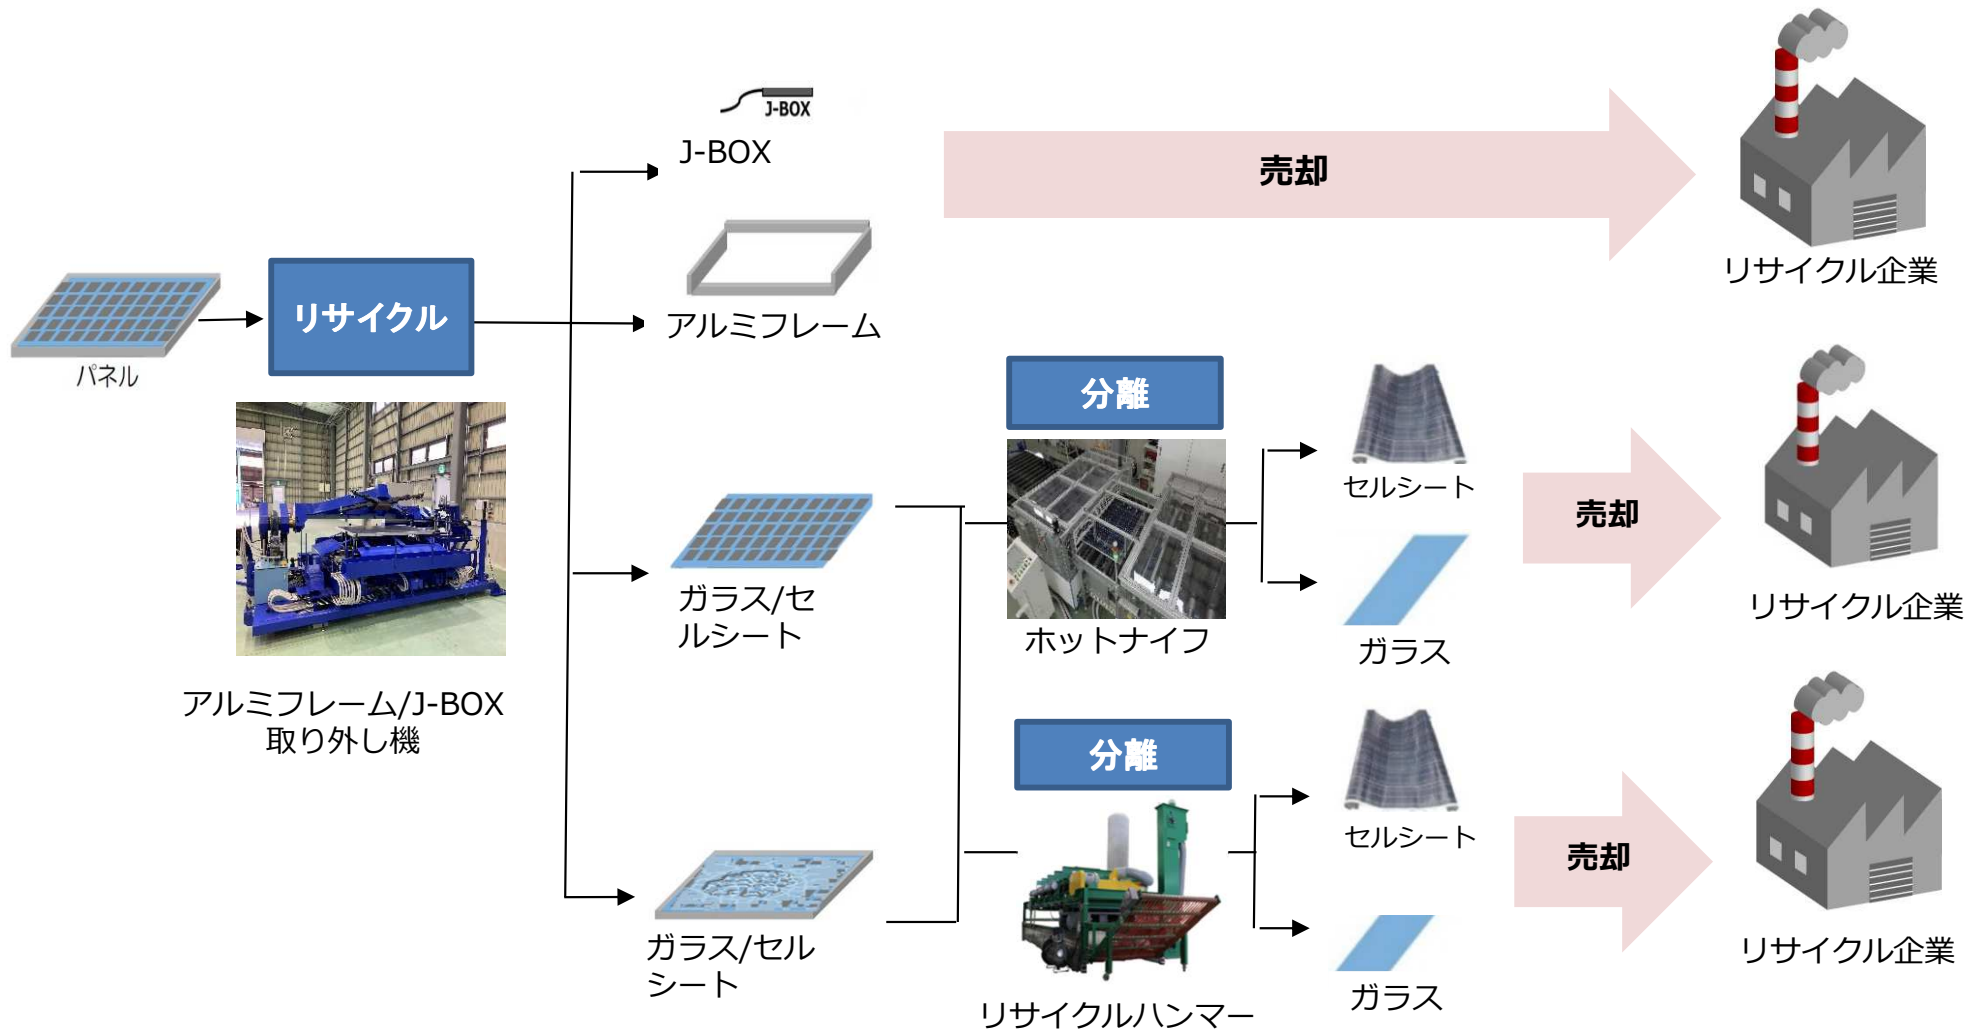 J-BOX
J-BOX
売却
リサイクル企業
パネル
リサイクル
アルミフレーム
アルミフレーム/J-BOX
取り外し機
ガラス/セ
ルシート
分離
ホットナイフ
セルシート
ガラス
売却
リサイクル企業
ガラス/セル
シート
分離
リサイクルハンマー
セルシート
ガラス
売却
リサイクル企業